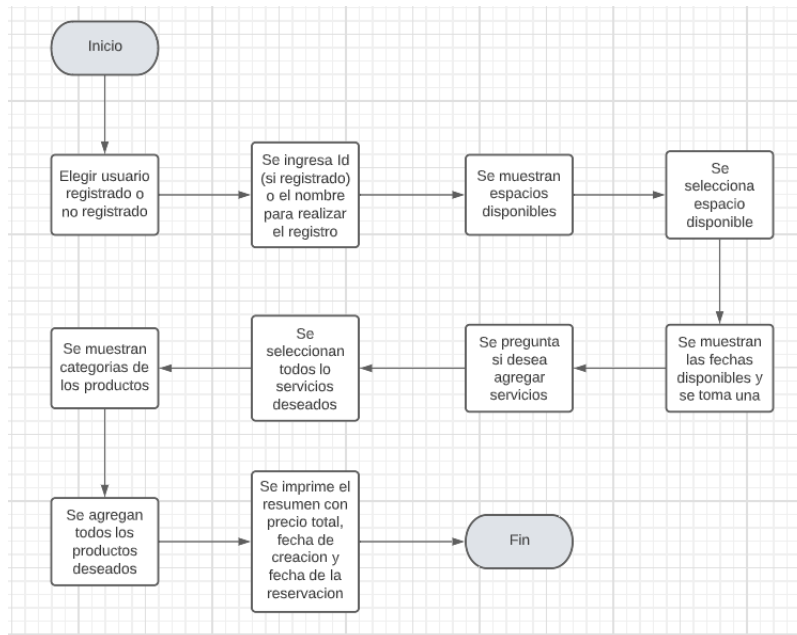 Inicio
Elegir usuario
registrado o
no registrado
Se ingresa Id
(si registrado)
o el nombre
para realizar
el registro
Se muestran
espacios
disponibles
Se
selecciona
espacio
disponible
Se muestran
las fechas
disponibles y
se toma una
Se pregunta
si desea
agregar
servicios
Se
seleccionan
todos lo
servicios
deseados
Se muestran
categorias de
los productos
Se agregan
todos los
productos
deseados
Se imprime el
resumen con
precio total,
fecha de
creacion y
fecha de la
reservacion
Fin